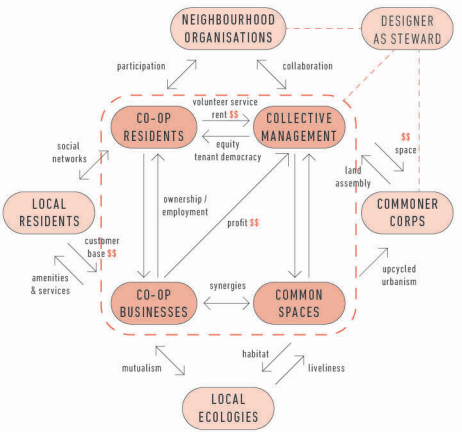 NEIGHBOURHOOD
ORGANISATIONS
DESIGNER
AS STEWARD
participation
collaboration
volunteer service
rent $$
CO-OP
RESIDENTS
COLLECTIVE
MANAGEMENT
equity
tenant democracy
$$
space
social
networks
land
assembly
LOCAL
RESIDENTS
ownership /
employment
profit $$
COMMONER
CORPS
customer
base $$
amenities
& services
upcycled
urbanism
CO-OP
BUSINESSES
synergies
COMMON
SPACES
mutualism
habitat
liveliness
LOCAL
ECOLOGIES